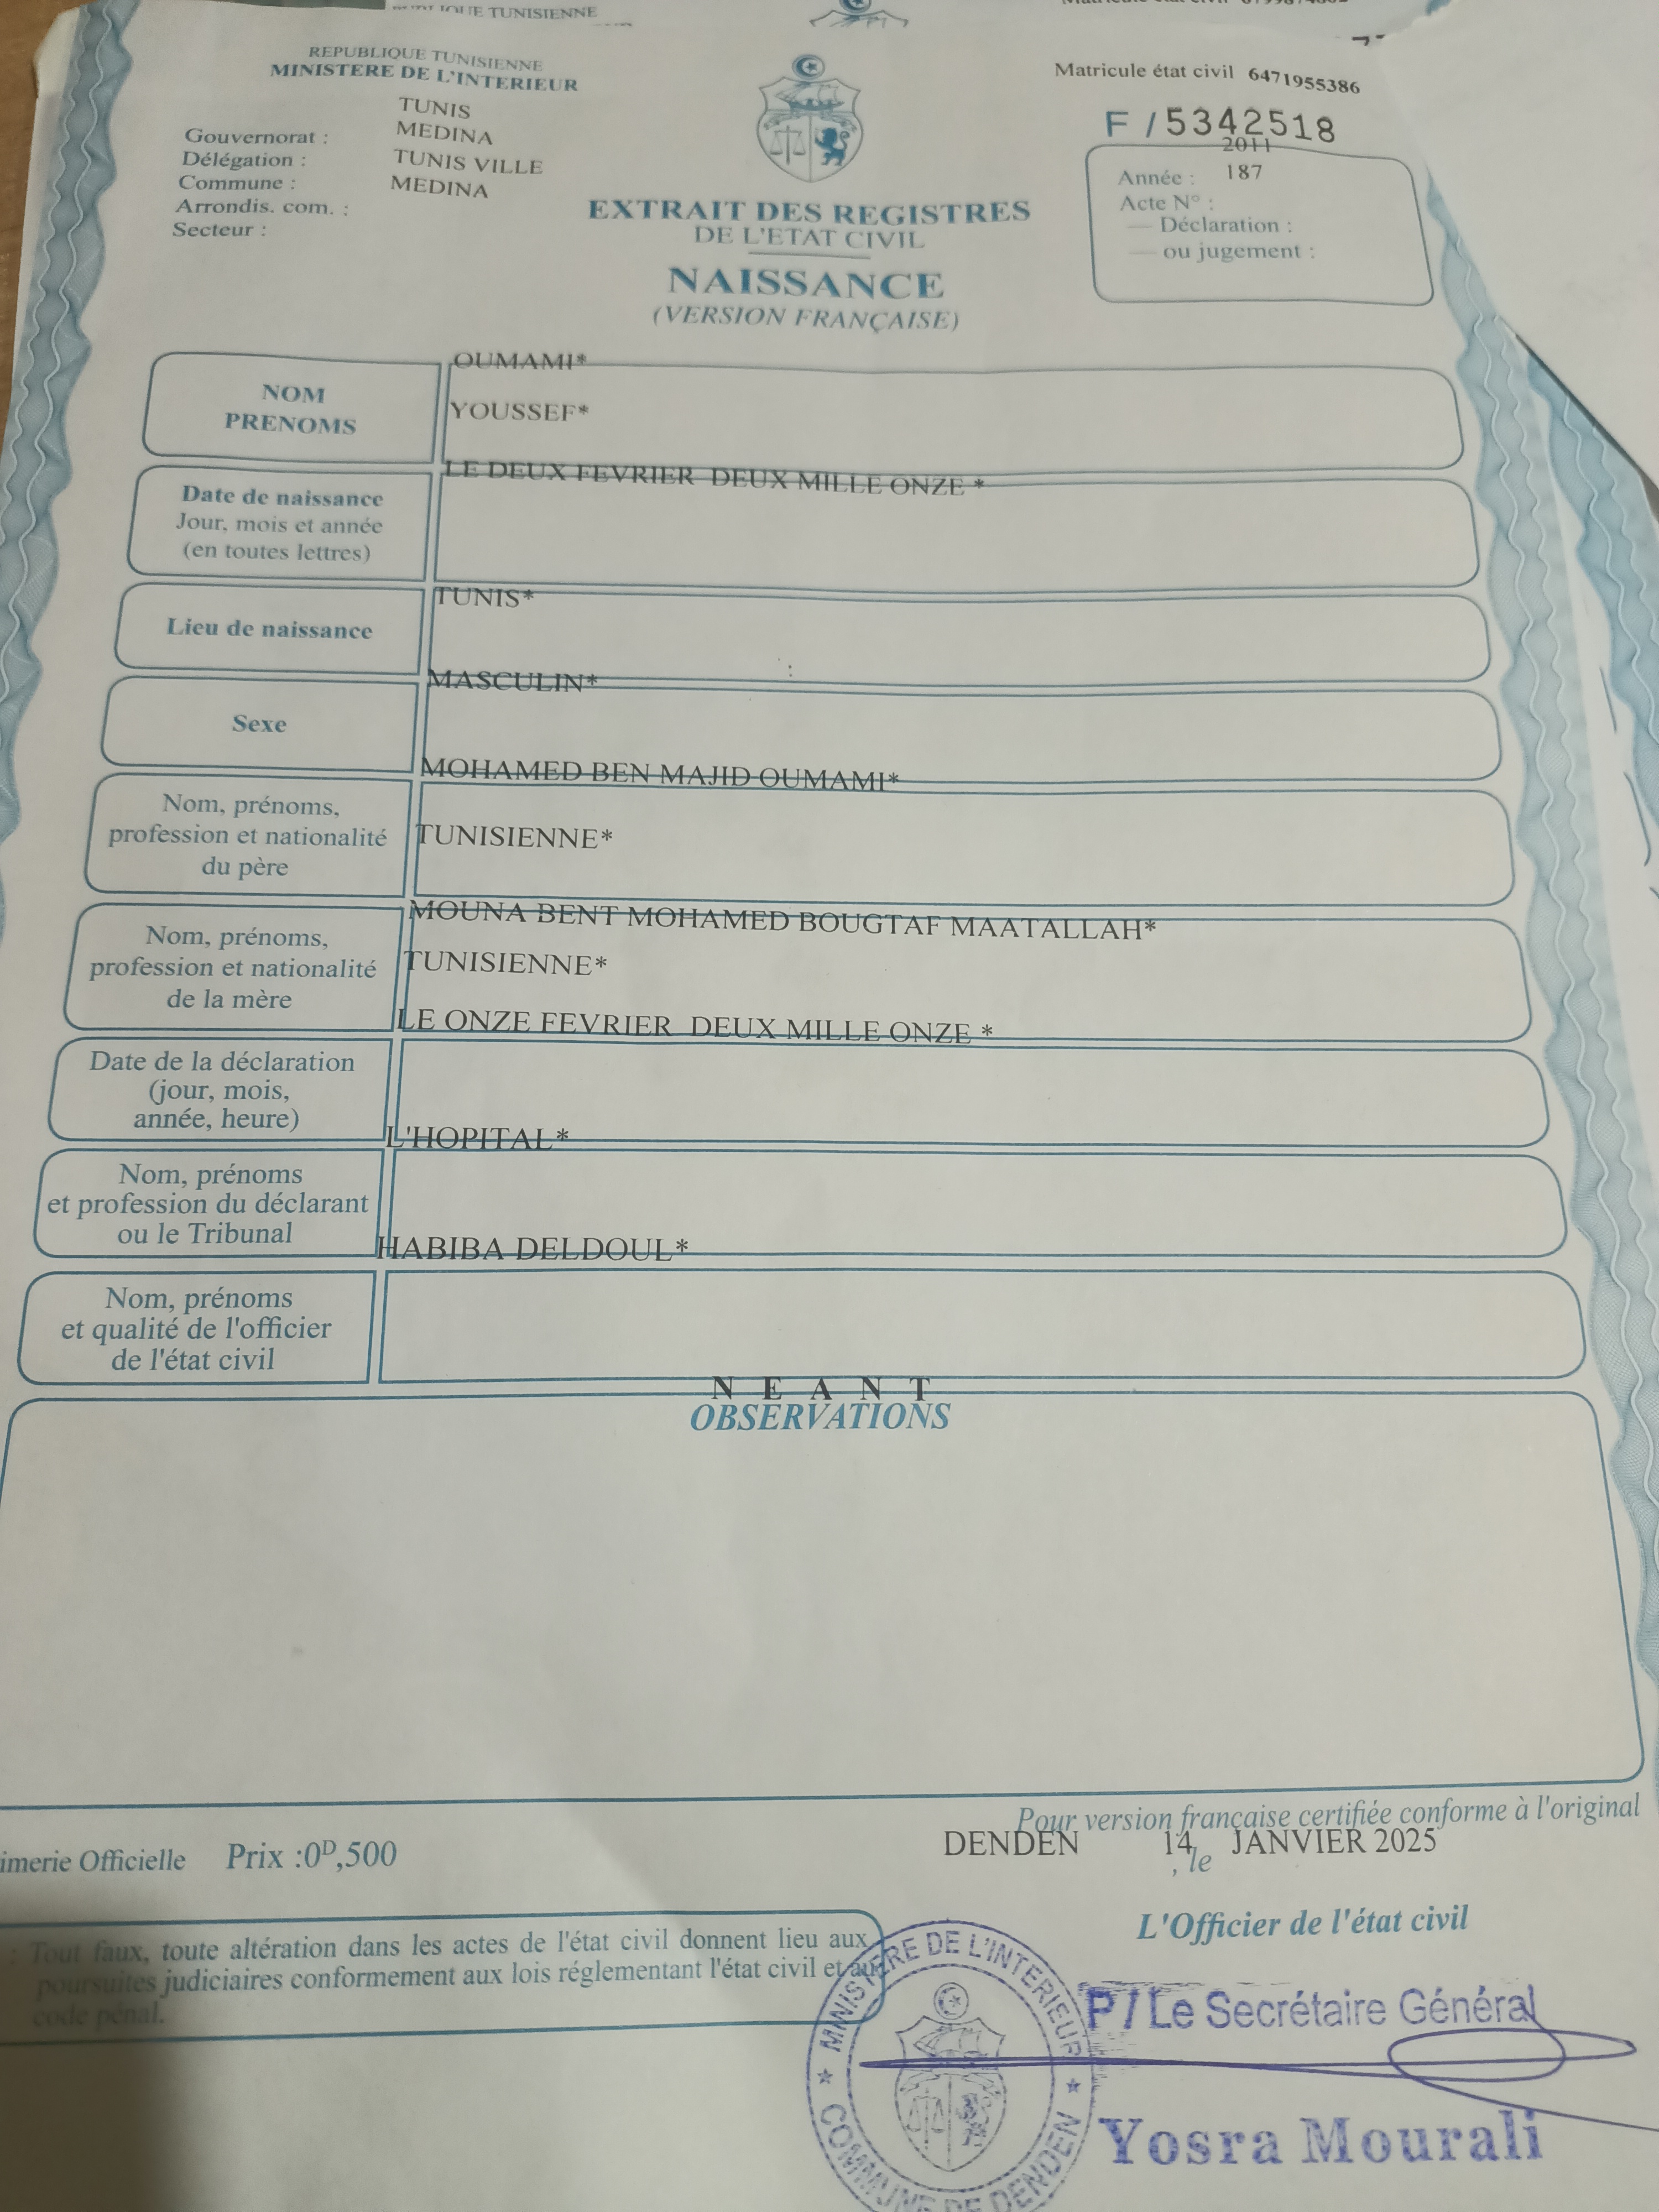 REPUBLIQUE TUNISIENNE
MINISTERE DE L'INTERIEUR
TUNIS
Gouvernorat :
MEDINA
Délégation :
TUNIS VILLE
Commune :
MEDINA
Arrondis. com. :
Secteur :
Matricule état civil 6471955386
F / 5342518
2011
Année : 187
Acte N° :
— Déclaration :
— ou jugement :
EXTRAIT DES REGISTRES
DE L'ETAT CIVIL
NAISSANCE
(VERSION FRANÇAISE)
OUMAMI*
NOM
YOUSSEF*
PRENOMS
LE DEUX FEVRIER DEUX MILLE ONZE *
Date de naissance
Jour, mois et année
(en toutes lettres)
TUNIS*
Lieu de naissance
MASCULIN*
Sexe
MOHAMED BEN MAJID OUMAMI*
Nom, prénoms,
profession et nationalité
du père
TUNISIENNE*
MOUNA BENT MOHAMED BOUGTAF MAATALLAH*
Nom, prénoms,
profession et nationalité
de la mère
TUNISIENNE*
LE ONZE FEVRIER DEUX MILLE ONZE *
Date de la déclaration
(jour, mois,
année, heure)
L'HOPITAL*
Nom, prénoms
et profession du déclarant
ou le Tribunal
HABIBA DELDOUL*
Nom, prénoms
et qualité de l'officier
de l'état civil
N E A N T
OBSERVATIONS
Pour version française certifiée conforme à l'original
DENDEN 14 JANVIER 2025
, le
Officielle Prix :0D,500
L'Officier de l'état civil
: Tout faux, toute altération dans les actes de l'état civil donnent lieu aux
poursuites judiciaires conformement aux lois réglementant l'état civil et au
code pénal.
MINISTERE DE L'INTERIEUR
COMMUNE DE DENDEN
P / Le Secrétaire Général
Yosra Mourali